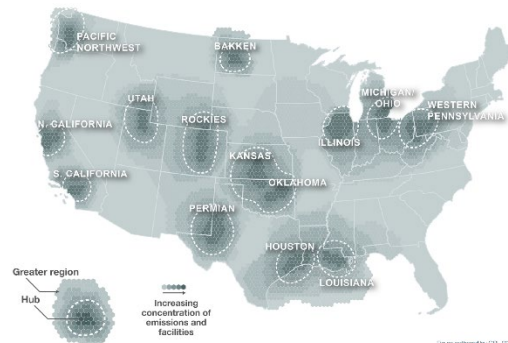 PACIFIC
NORTHWEST
BAKKEN
UTAH
ROCKIES
MICHIGAN/
OHIO
WESTERN
PENNSYLVANIA
N. CALIFORNIA
ILLINOIS
KANSAS
S. CALIFORNIA
OKLAHOMA
PERMIAN
HOUSTON
LOUISIANA
Greater region
Hub
Increasing
concentration of
emissions and
facilities